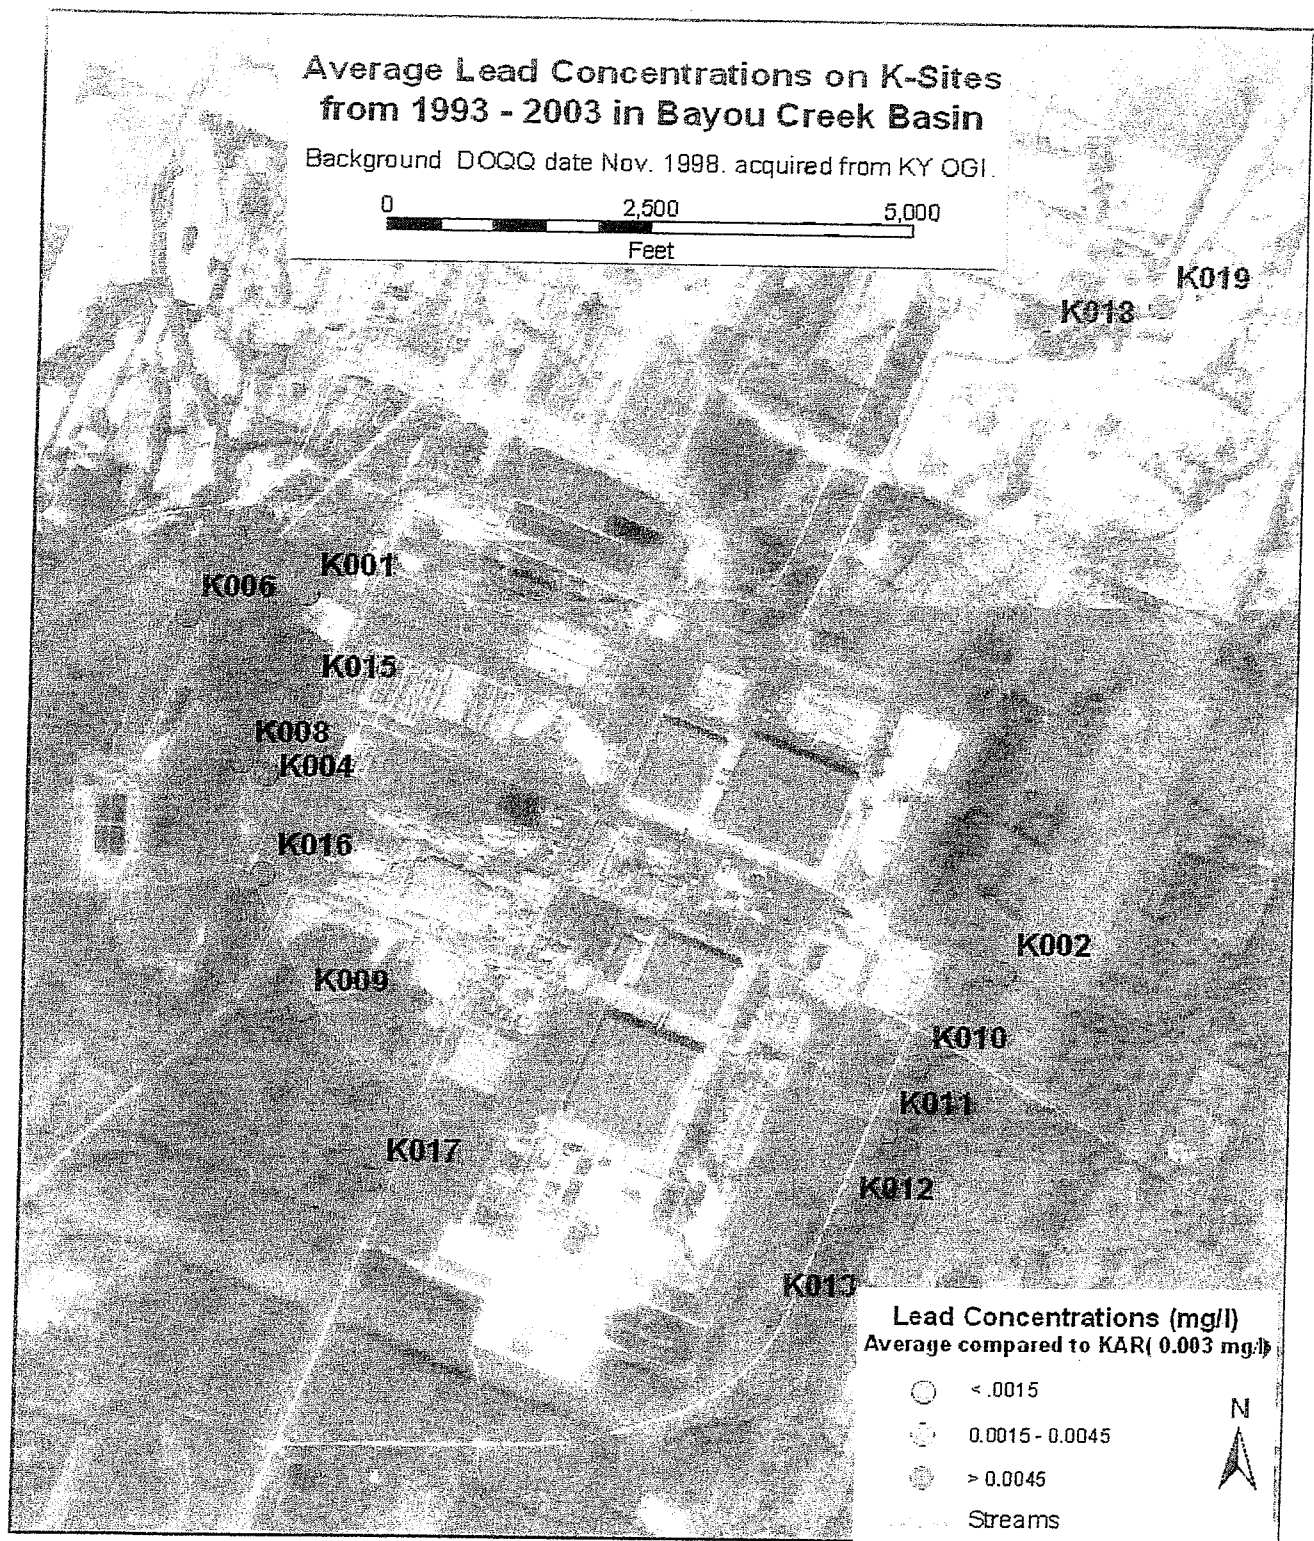 Average Lead Concentrations on K-Sites
from 1993 - 2003 in Bayou Creek Basin
Background DOQQ date Nov. 1998. acquired from KY OGI.
0 2,500 5,000
Feet
K019
K018
K001
K006
K015
K008
K004
K016
K002
K009
K010
K011
K017
K012
K013
Lead Concentrations (mg/l)
Average compared to KAR( 0.003 mg/l)
< .0015
0.0015 - 0.0045
> 0.0045
Streams
N